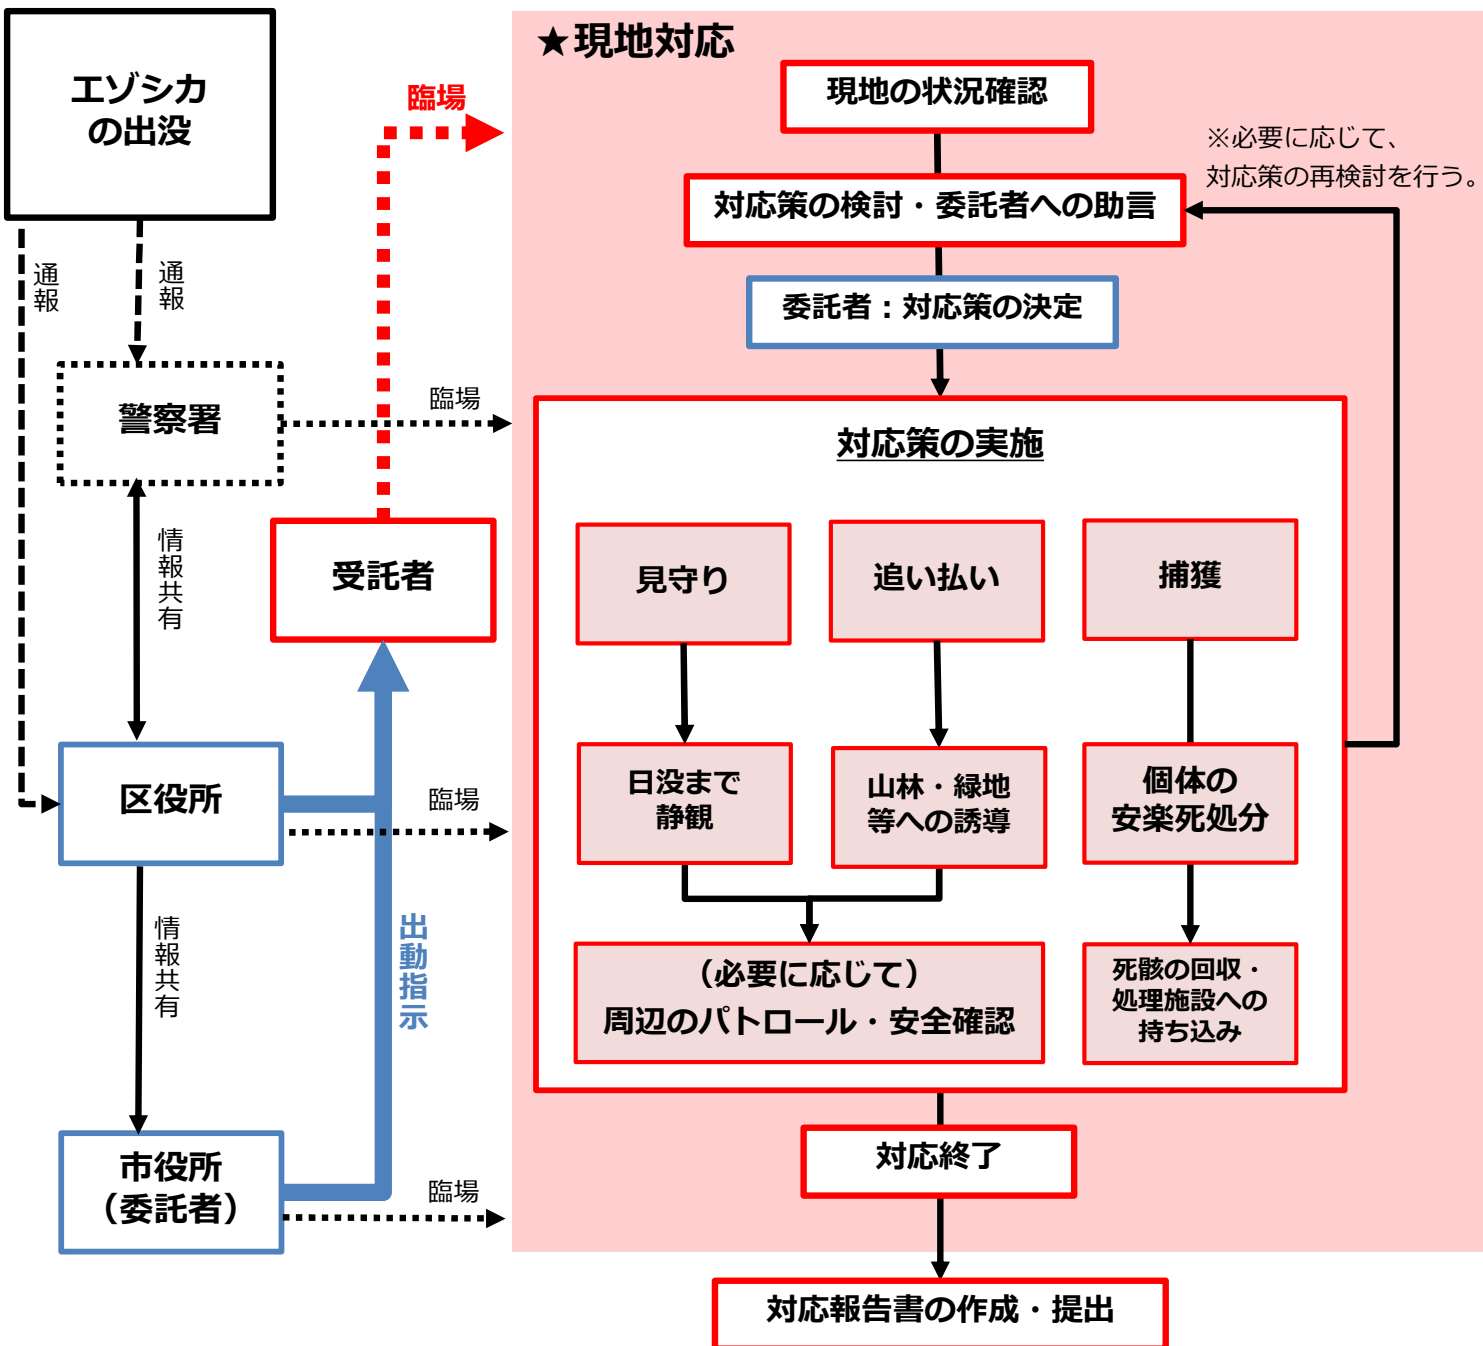 エゾシカ
の出没
通報
通報
警察署
臨場
情報共有
区役所
臨場
情報共有
市役所
（委託者）
臨場
受託者
出動指示
臨場
★現地対応
現地の状況確認
対応策の検討・委託者への助言
※必要に応じて、
対応策の再検討を行う。
委託者：対応策の決定
対応策の実施
見守り
追い払い
捕獲
日没まで
静観
山林・緑地
等への誘導
個体の
安楽死処分
（必要に応じて）
周辺のパトロール・安全確認
死骸の回収・
処理施設への
持ち込み
対応終了
対応報告書の作成・提出